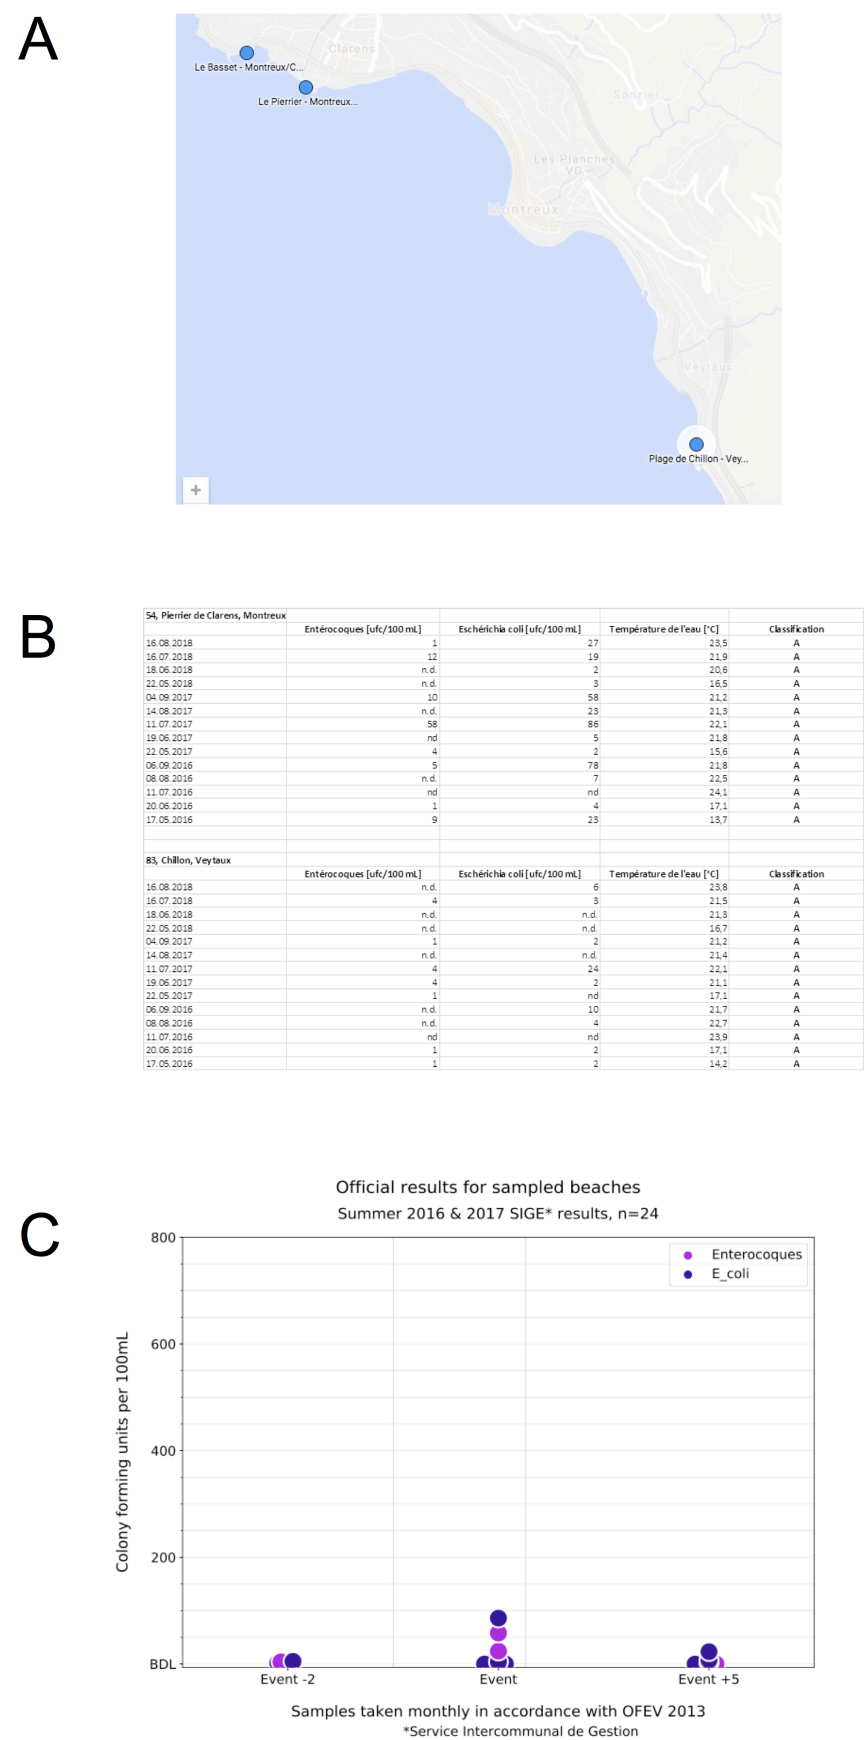 A
Clarens
Le Basset - Montreux/C...
Le Pierrier - Montreux...
Sonzier
Les Planches
VD
Montreux
Veytaux
Plage de Chillon - Vey...
+
B
54, Pierrier de Clarens, Montreux
Entérocoques [ufc/100 mL] Eschérichia coli [ufc/100 mL] Température de l'eau [°C] Classification
16.08.2018 1 27 23,5 A
16.07.2018 12 19 21,9 A
18.06.2018 n.d. 2 20,6 A
22.05.2018 n.d. 3 16,5 A
04.09.2017 10 58 21,2 A
14.08.2017 n.d. 23 21,3 A
11.07.2017 58 86 22,1 A
19.06.2017 nd 5 21,8 A
22.05.2017 4 2 15,6 A
06.09.2016 5 78 21,8 A
08.08.2016 n.d. 7 22,5 A
11.07.2016 nd nd 24,1 A
20.06.2016 1 4 17,1 A
17.05.2016 9 23 13,7 A
83, Chillon, Veytaux
Entérocoques [ufc/100 mL] Eschérichia coli [ufc/100 mL] Température de l'eau [°C] Classification
16.08.2018 n.d. 6 23,8 A
16.07.2018 4 3 21,5 A
18.06.2018 n.d. n.d. 21,3 A
22.05.2018 n.d. n.d. 16,7 A
04.09.2017 1 2 21,2 A
14.08.2017 n.d. n.d. 21,4 A
11.07.2017 4 24 22,1 A
19.06.2017 4 2 21,1 A
22.05.2017 1 nd 17,1 A
06.09.2016 n.d. 10 21,7 A
08.08.2016 n.d. 4 22,7 A
11.07.2016 nd nd 23,9 A
20.06.2016 1 2 17,1 A
17.05.2016 1 2 14,2 A
C
Official results for sampled beaches
Summer 2016 & 2017 SIGE* results, n=24
Enterocoques
E_coli
Colony forming units per 100mL
800
600
400
200
BDL
Event -2 Event Event +5
Samples taken monthly in accordance with OFEV 2013
*Service Intercommunal de Gestion